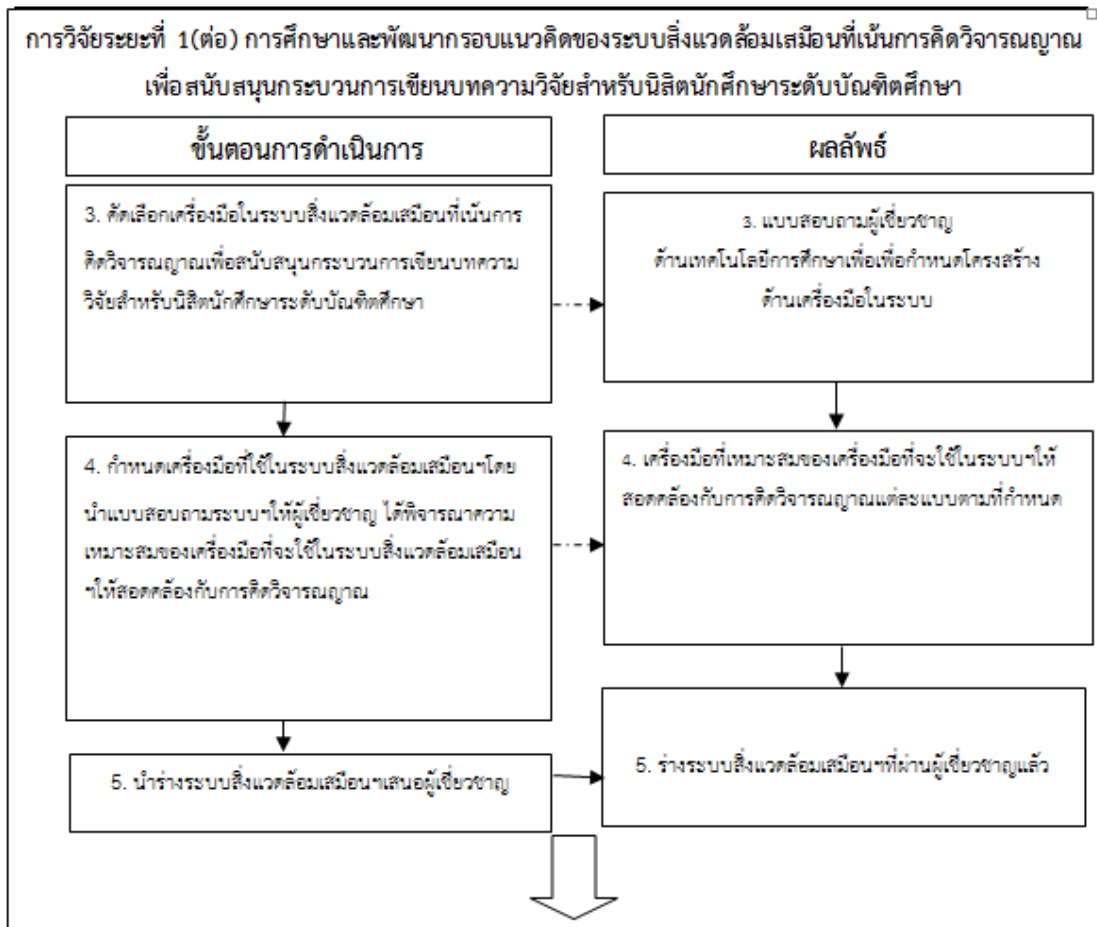 การวิจัยระยะที่ 1(ต่อ) การศึกษาและพัฒนากรอบแนวคิดของระบบสิ่งแวดล้อมเสมือนที่เน้นการคิดวิจารณญาณ
เพื่อสนับสนุนกระบวนการเขียนบทความวิจัยสำหรับนิสิตนักศึกษาระดับบัณฑิตศึกษา
ขั้นตอนการดำเนินการ
ผลลัพธ์
3. คัดเลือกเครื่องมือในระบบสิ่งแวดล้อมเสมือนที่เน้นการ
คิดวิจารณญาณเพื่อสนับสนุนกระบวนการเขียนบทความ
วิจัยสำหรับนิสิตนักศึกษาระดับบัณฑิตศึกษา
3. แบบสอบถามผู้เชี่ยวชาญ
ด้านเทคโนโลยีการศึกษาเพื่อเพื่อกำหนดโครงสร้าง
ด้านเครื่องมือในระบบ
4. กำหนดเครื่องมือที่ใช้ในระบบสิ่งแวดล้อมเสมือนฯโดย
นำแบบสอบถามระบบฯให้ผู้เชี่ยวชาญ ได้พิจารณาความ
เหมาะสมของเครื่องมือที่จะใช้ในระบบสิ่งแวดล้อมเสมือน
ฯให้สอดคล้องกับการคิดวิจารณญาณ
4. เครื่องมือที่เหมาะสมของเครื่องมือที่จะใช้ในระบบฯให้
สอดคล้องกับการคิดวิจารณญาณแต่ละแบบตามที่กำหนด
5. นำร่างระบบสิ่งแวดล้อมเสมือนฯเสนอผู้เชี่ยวชาญ
5. ร่างระบบสิ่งแวดล้อมเสมือนฯที่ผ่านผู้เชี่ยวชาญแล้ว